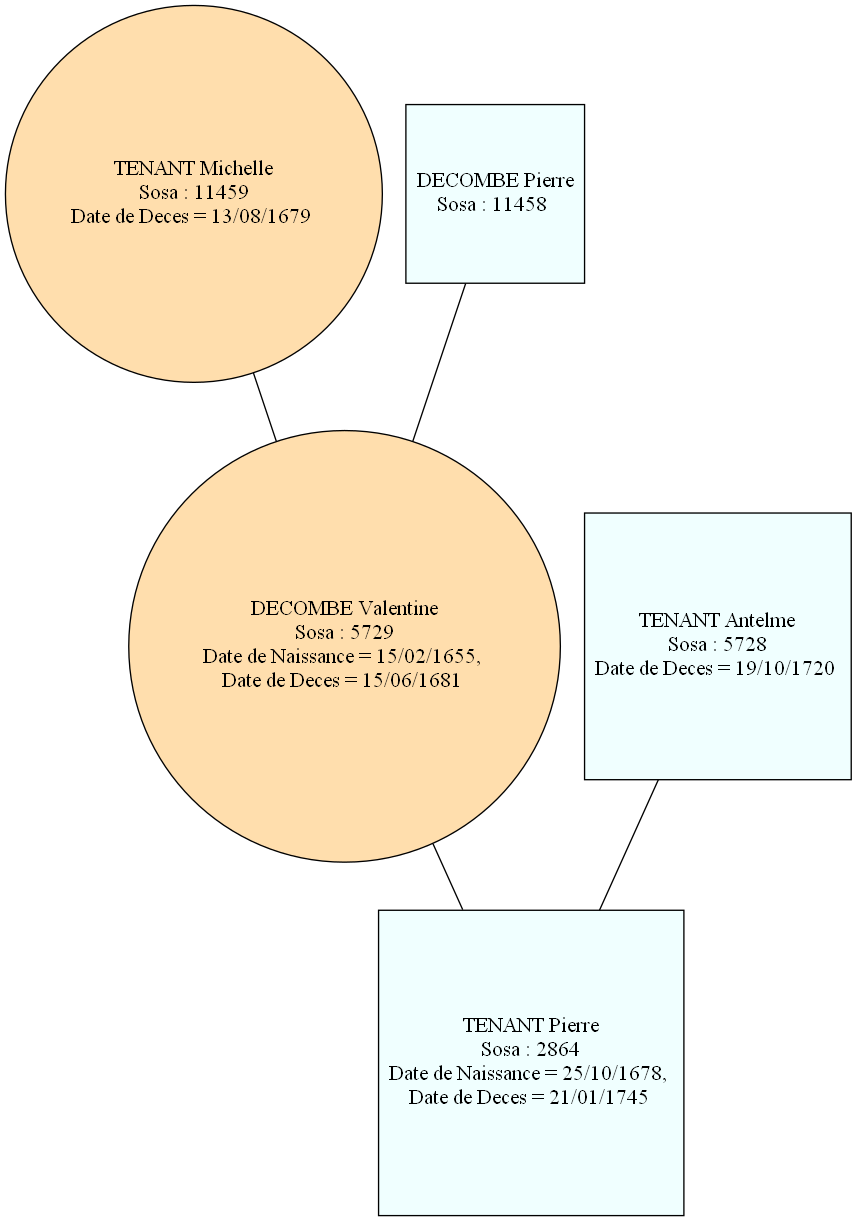 TENANT Michelle
Sosa : 11459
Date de Deces = 13/08/1679
DECOMBE Pierre
Sosa : 11458
DECOMBE Valentine
Sosa : 5729
Date de Naissance = 15/02/1655,
Date de Deces = 15/06/1681
TENANT Antelme
Sosa : 5728
Date de Deces = 19/10/1720
TENANT Pierre
Sosa : 2864
Date de Naissance = 25/10/1678,
Date de Deces = 21/01/1745